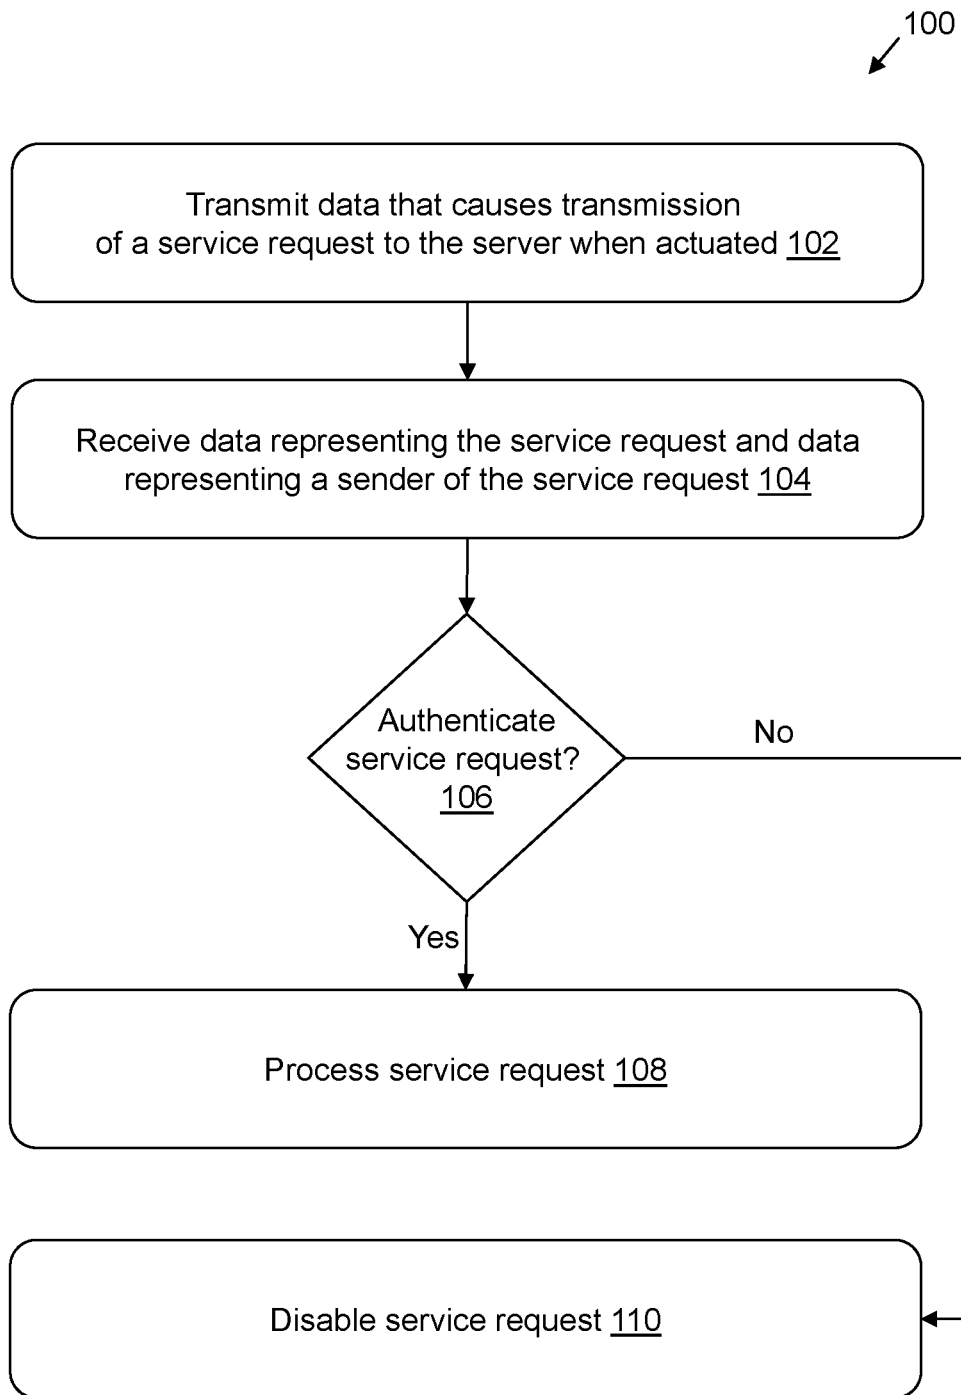 100
Transmit data that causes transmission
of a service request to the server when actuated 102
Receive data representing the service request and data
representing a sender of the service request 104
Authenticate
service request?
106
No
Yes
Process service request 108
Disable service request 110